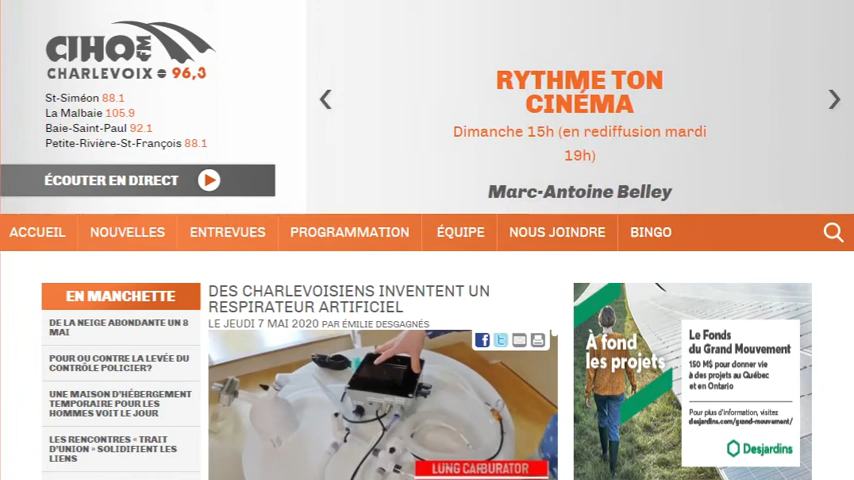 CIHO FM
CHARLEVOIX = 96,3
St-Siméon 88.1
La Malbaie 105.9
Baie-Saint-Paul 92.1
Petite-Rivière-St-François 88.1
ÉCOUTER EN DIRECT
RYTHME TON
CINÉMA
Dimanche 15h (en rediffusion mardi
19h)
Marc-Antoine Belley
ACCUEIL NOUVELLES ENTREVUES PROGRAMMATION ÉQUIPE NOUS JOINDRE BINGO
EN MANCHETTE
DE LA NEIGE ABONDANTE UN 8
MAI
POUR OU CONTRE LA LEVÉE DU
CONTRÔLE POLICIER?
UNE MAISON D'HÉBERGEMENT
TEMPORAIRE POUR LES
HOMMES VOIT LE JOUR
LES RENCONTRES « TRAIT
D'UNION » SOLIDIFIENT LES
LIENS
DES CHARLEVOISIENS INVENTENT UN
RESPIRATEUR ARTIFICIEL
LE JEUDI 7 MAI 2020 PAR ÉMILIE DESGAGNÉS
LUNG CARBURATOR
À fond
les projets
Le Fonds
du Grand Mouvement
150 M$ pour donner vie
à des projets au Québec
et en Ontario
Pour plus d'information, visitez
desjardins.com/grand-mouvement/
Desjardins